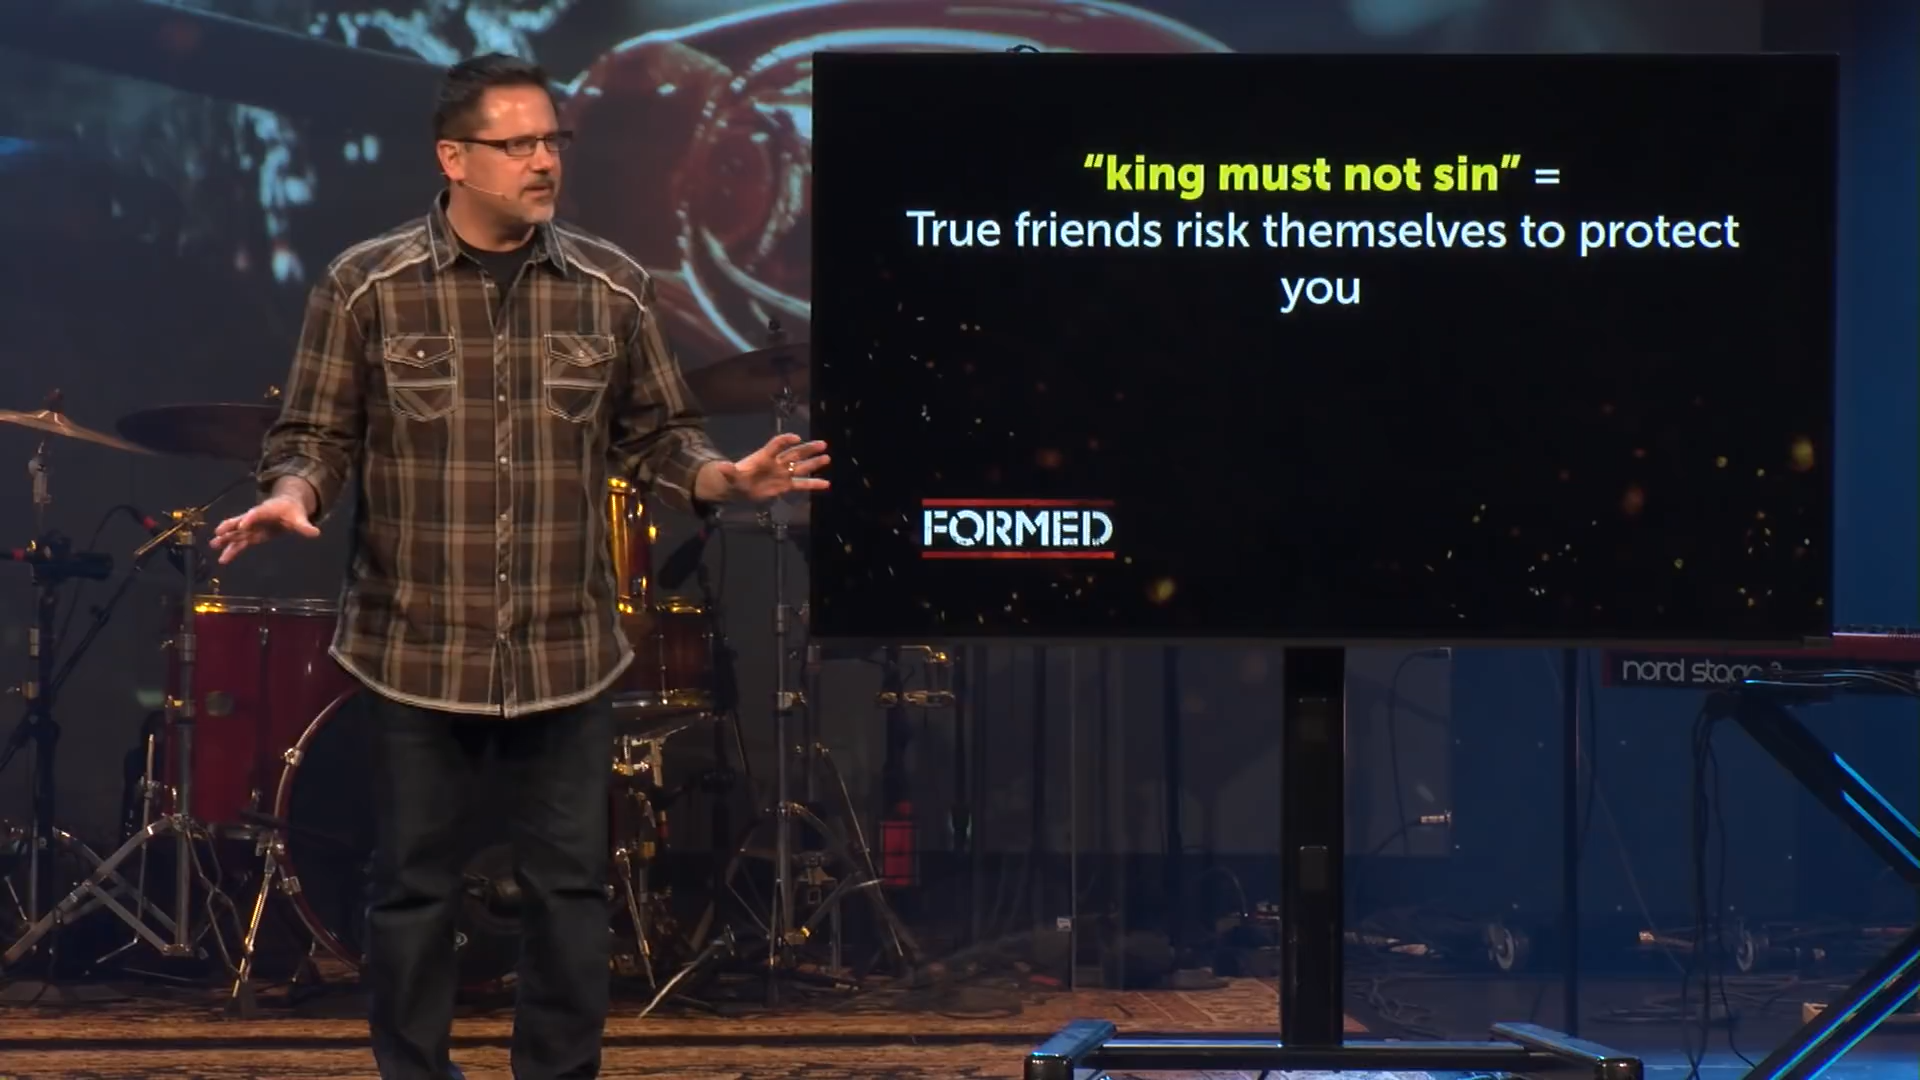 “king must not sin” =
True friends risk themselves to protect
you
FORMED
nord stage